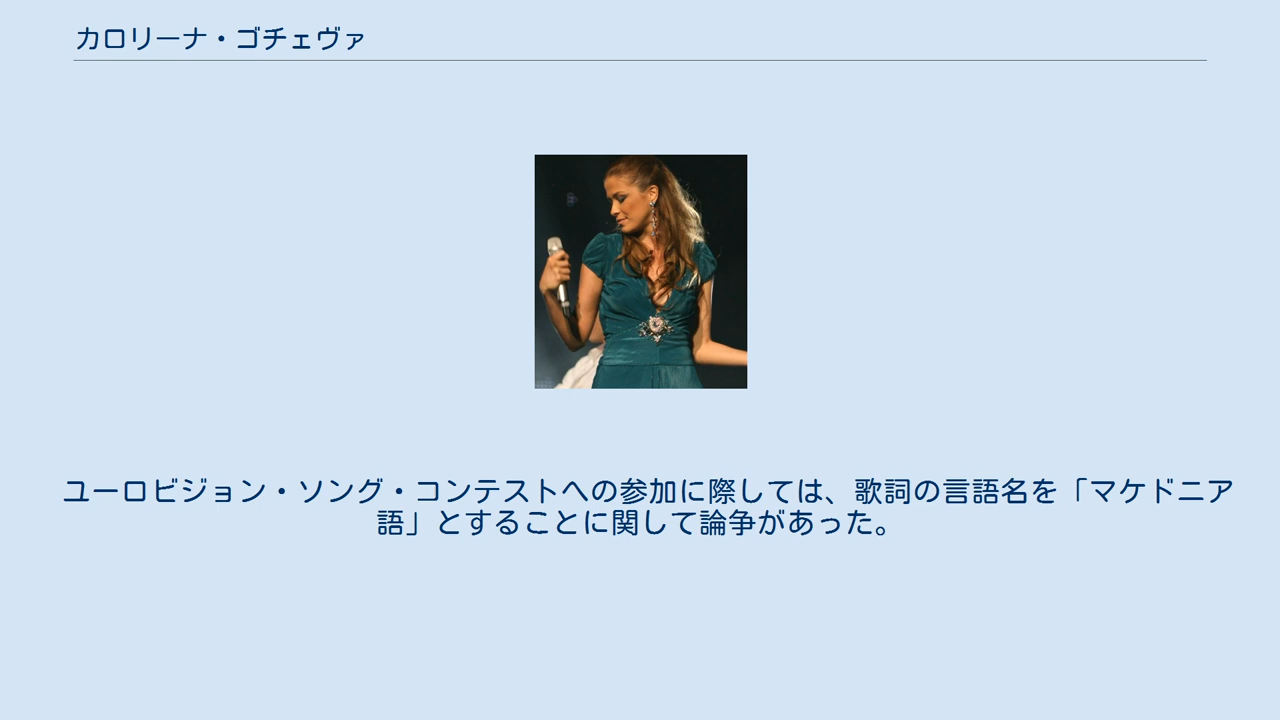 カロリーナ・ゴチェヴァ
ユーロビジョン・ソング・コンテストへの参加に際しては、歌詞の言語名を「マケドニア
語」とすることに関して論争があった。